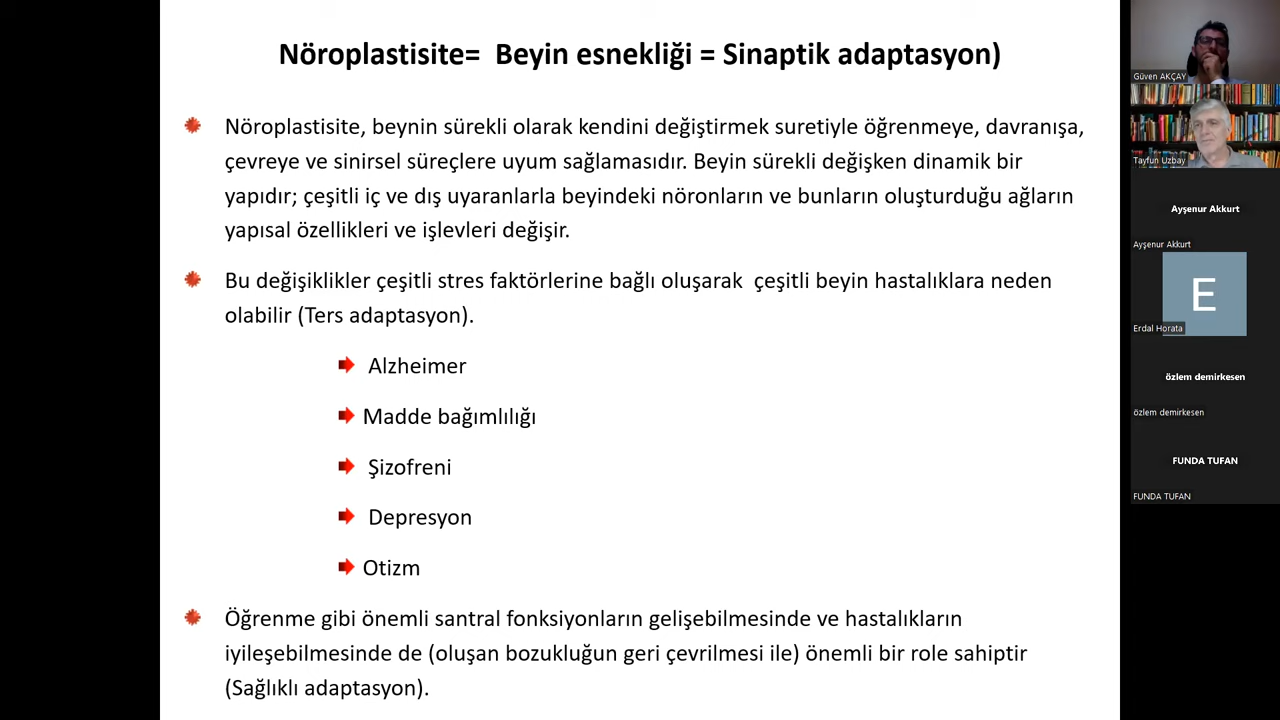 Nöroplastisite=  Beyin esnekliği = Sinaptik adaptasyon)
Nöroplastisite, beynin sürekli olarak kendini değiştirmek suretiyle öğrenmeye, davranışa,
çevreye ve sinirsel süreçlere uyum sağlamasıdır. Beyin sürekli değişken dinamik bir
yapıdır; çeşitli iç ve dış uyaranlarla beyindeki nöronların ve bunların oluşturduğu ağların
yapısal özellikleri ve işlevleri değişir.
Bu değişiklikler çeşitli stres faktörlerine bağlı oluşarak  çeşitli beyin hastalıklara neden
olabilir (Ters adaptasyon).
Alzheimer
Madde bağımlılığı
Şizofreni
Depresyon
Otizm
Öğrenme gibi önemli santral fonksiyonların gelişebilmesinde ve hastalıkların
iyileşebilmesinde de (oluşan bozukluğun geri çevrilmesi ile) önemli bir role sahiptir
(Sağlıklı adaptasyon).
Güven AKÇAY
Tayfun Uzbay
Ayşenur Akkurt
Ayşenur Akkurt
E
Erdal Horata
özlem demirkesen
özlem demirkesen
FUNDA TUFAN
FUNDA TUFAN